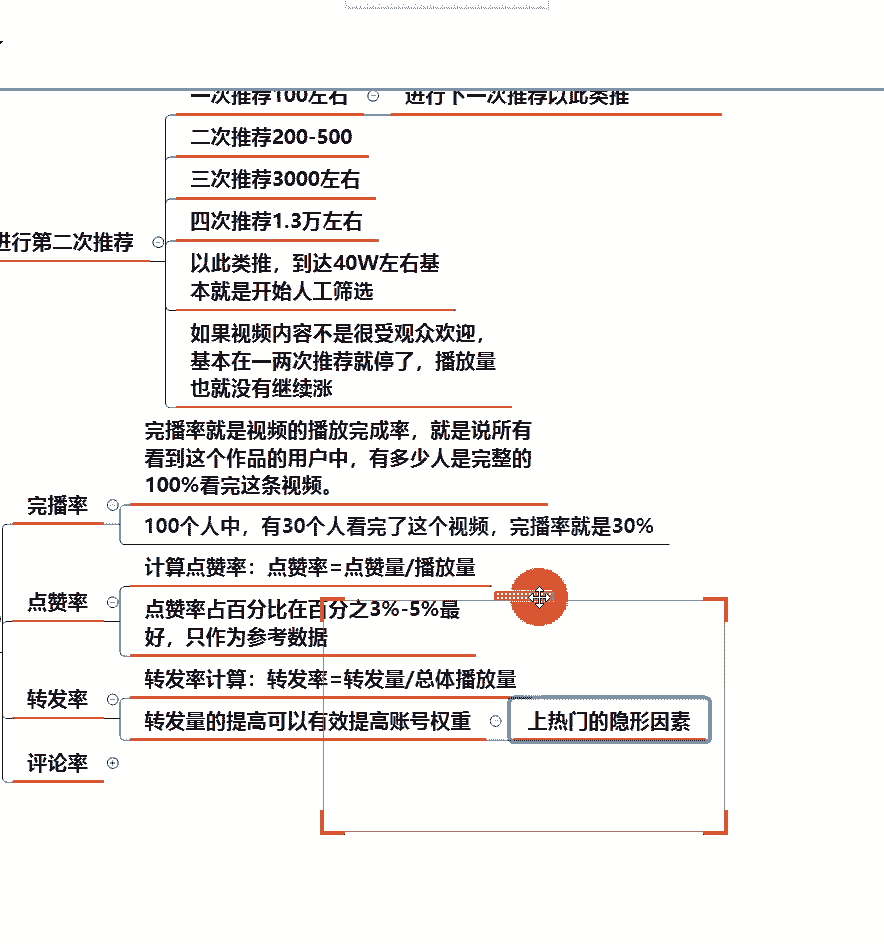 一次推荐100左右
进行下一次推荐以此类推
二次推荐200-500
三次推荐3000左右
四次推荐1.3万左右
进行第二次推荐
以此类推，到达40W左右基
本就是开始人工筛选
如果视频内容不是很受观众欢迎，
基本在一两次推荐就停了，播放量
也就没有继续涨
完播率就是视频的播放完成率，就是说所有
看到这个作品的用户中，有多少人是完整的
100%看完这条视频。
完播率
100个人中，有30个人看完了这个视频，完播率就是30%
计算点赞率：点赞率=点赞量/播放量
点赞率
点赞率占百分比在百分之3%-5%最
好，只作为参考数据
转发率计算：转发率=转发量/总体播放量
转发率
转发量的提高可以有效提高账号权重
上热门的隐形因素
评论率